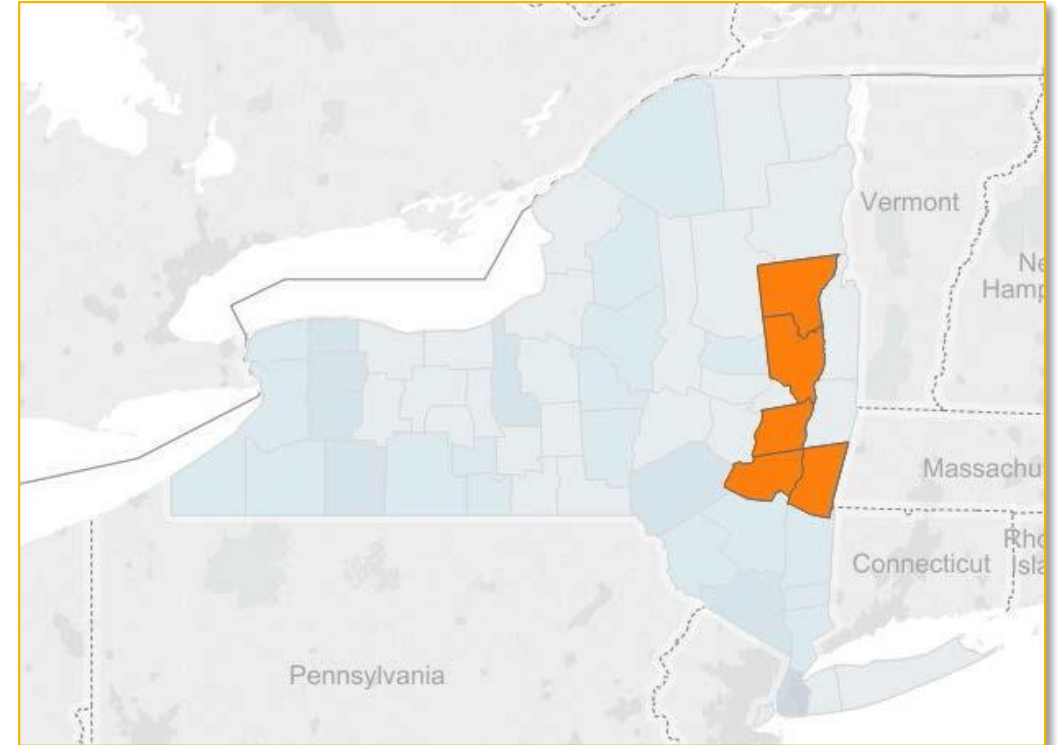 Vermont
Ne
Hamp
Massachu
Rho
Connecticut
Isla
Pennsylvania